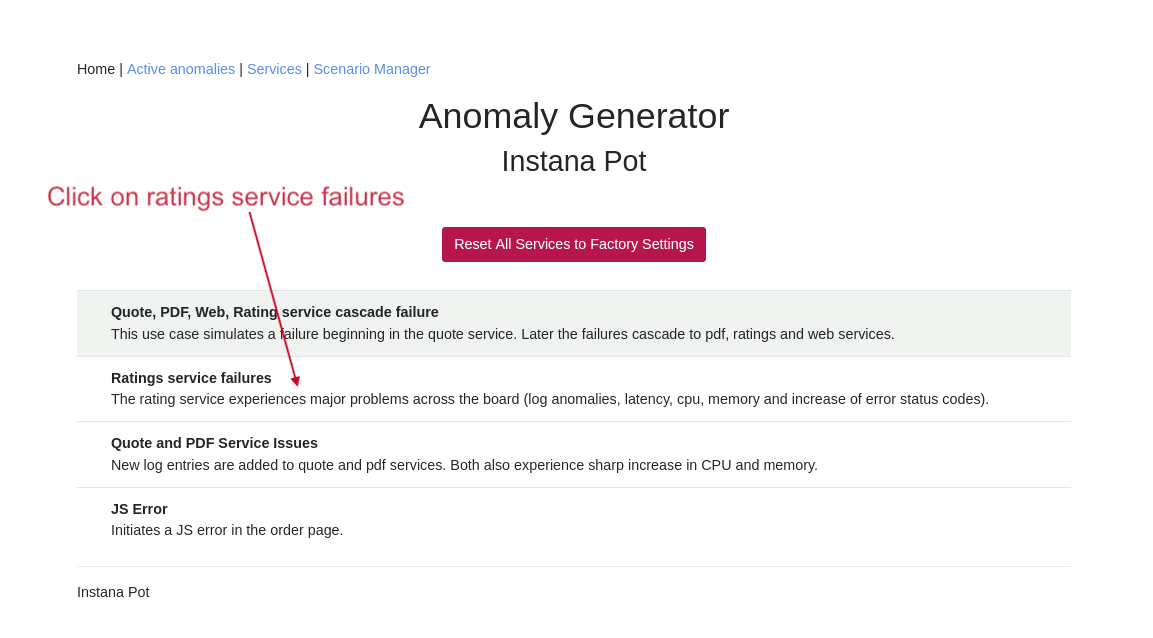 Home | Active anomalies | Services | Scenario Manager
Anomaly Generator
Instana Pot
Click on ratings service failures
Reset All Services to Factory Settings
Quote, PDF, Web, Rating service cascade failure
This use case simulates a failure beginning in the quote service. Later the failures cascade to pdf, ratings and web services.
Ratings service failures
The rating service experiences major problems across the board (log anomalies, latency, cpu, memory and increase of error status codes).
Quote and PDF Service Issues
New log entries are added to quote and pdf services. Both also experience sharp increase in CPU and memory.
JS Error
Initiates a JS error in the order page.
Instana Pot